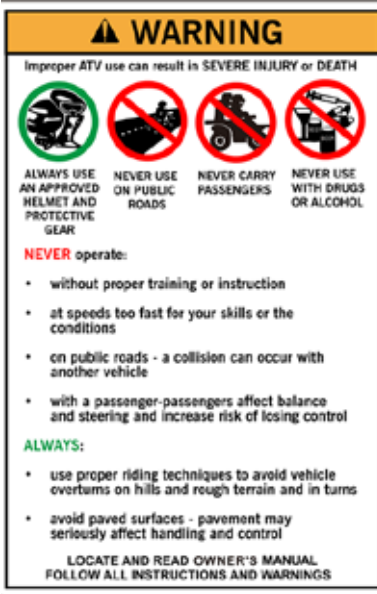 WARNING
Improper ATV use can result in SEVERE INJURY or DEATH
ALWAYS USE
AN APPROVED
HELMET AND
PROTECTIVE
GEAR
NEVER USE
ON PUBLIC
ROADS
NEVER CARRY
PASSENGERS
NEVER USE
WITH DRUGS
OR ALCOHOL
NEVER operate:
• without proper training or instruction
• at speeds too fast for your skills or the
conditions
• on public roads - a collision can occur with
another vehicle
• with a passenger-passengers affect balance
and steering and increase risk of losing control
ALWAYS:
• use proper riding techniques to avoid vehicle
overturns on hills and rough terrain and in turns
• avoid paved surfaces - pavement may
seriously affect handling and control
LOCATE AND READ OWNER'S MANUAL
FOLLOW ALL INSTRUCTIONS AND WARNINGS